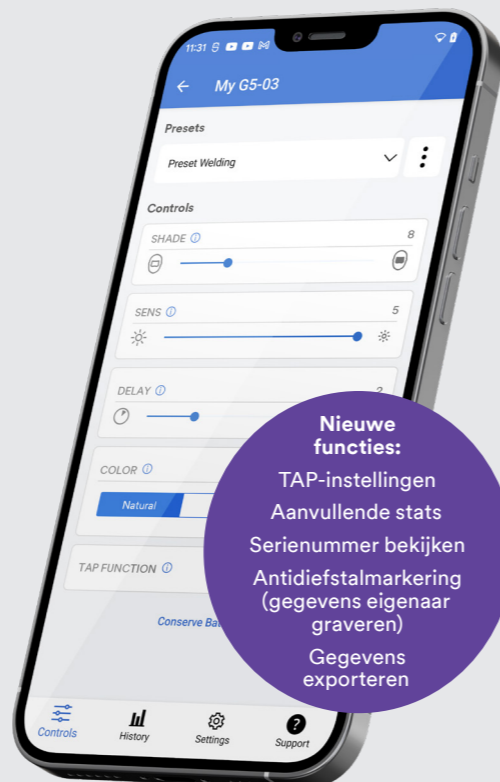 11:31
My G5-03
Presets
Preset Welding
Controls
SHADE
8
SENS
5
DELAY
COLOR
Natural
TAP FUNCTION
Controls
History
Settings
Support
Nieuwe
functies:
TAP-instellingen
Aanvullende stats
Serienummer bekijken
Antidiefstalmarkering
(gegevens eigenaar
graveren)
Gegevens
exporteren
Conserve